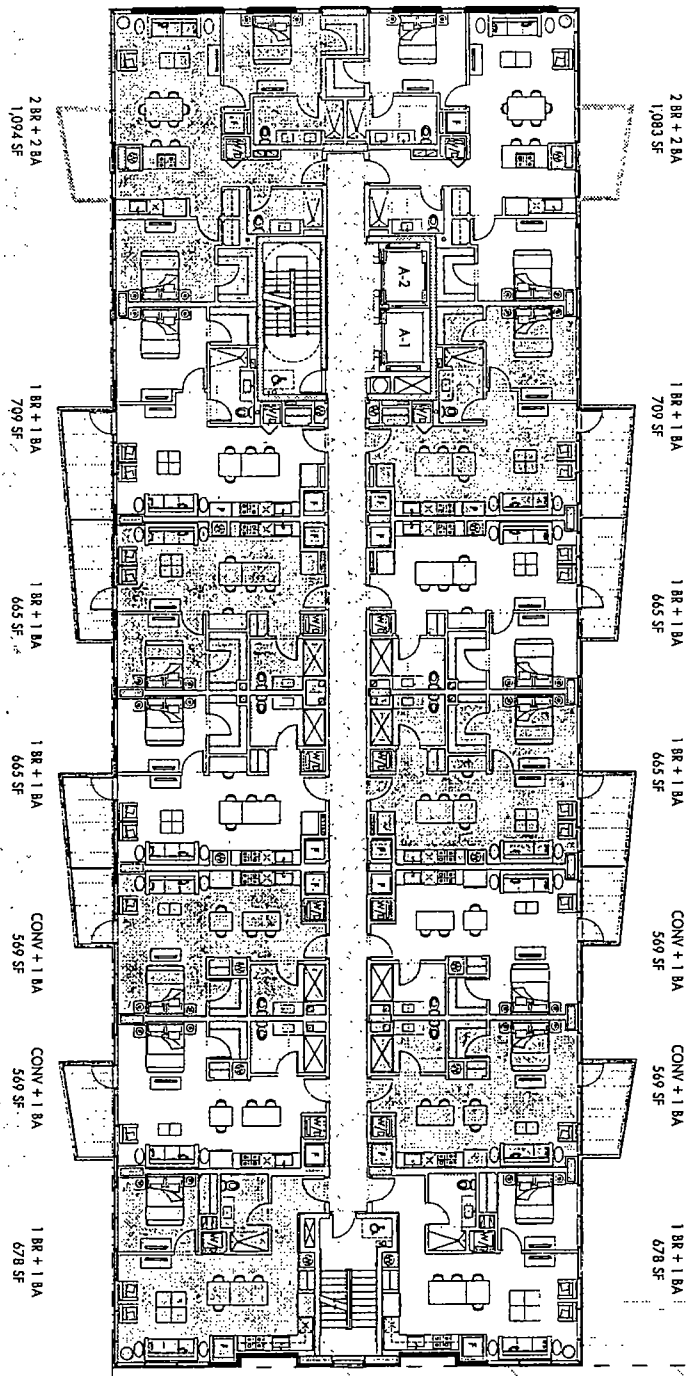 2 BR + 2 BA
1,083 SF
1 BR + 1 BA
709 SF
1 BR + 1 BA
665 SF
1 BR + 1 BA
665 SF
CONV + 1 BA
569 SF
CONV + 1 BA
569 SF
1 BR + 1 BA
678 SF
A-2
A-1
2 BR + 2 BA
1,094 SF
1 BR + 1 BA
709 SF
1 BR + 1 BA
665 SF
1 BR + 1 BA
665 SF
CONV + 1 BA
569 SF
CONV + 1 BA
569 SF
1 BR + 1 BA
678 SF